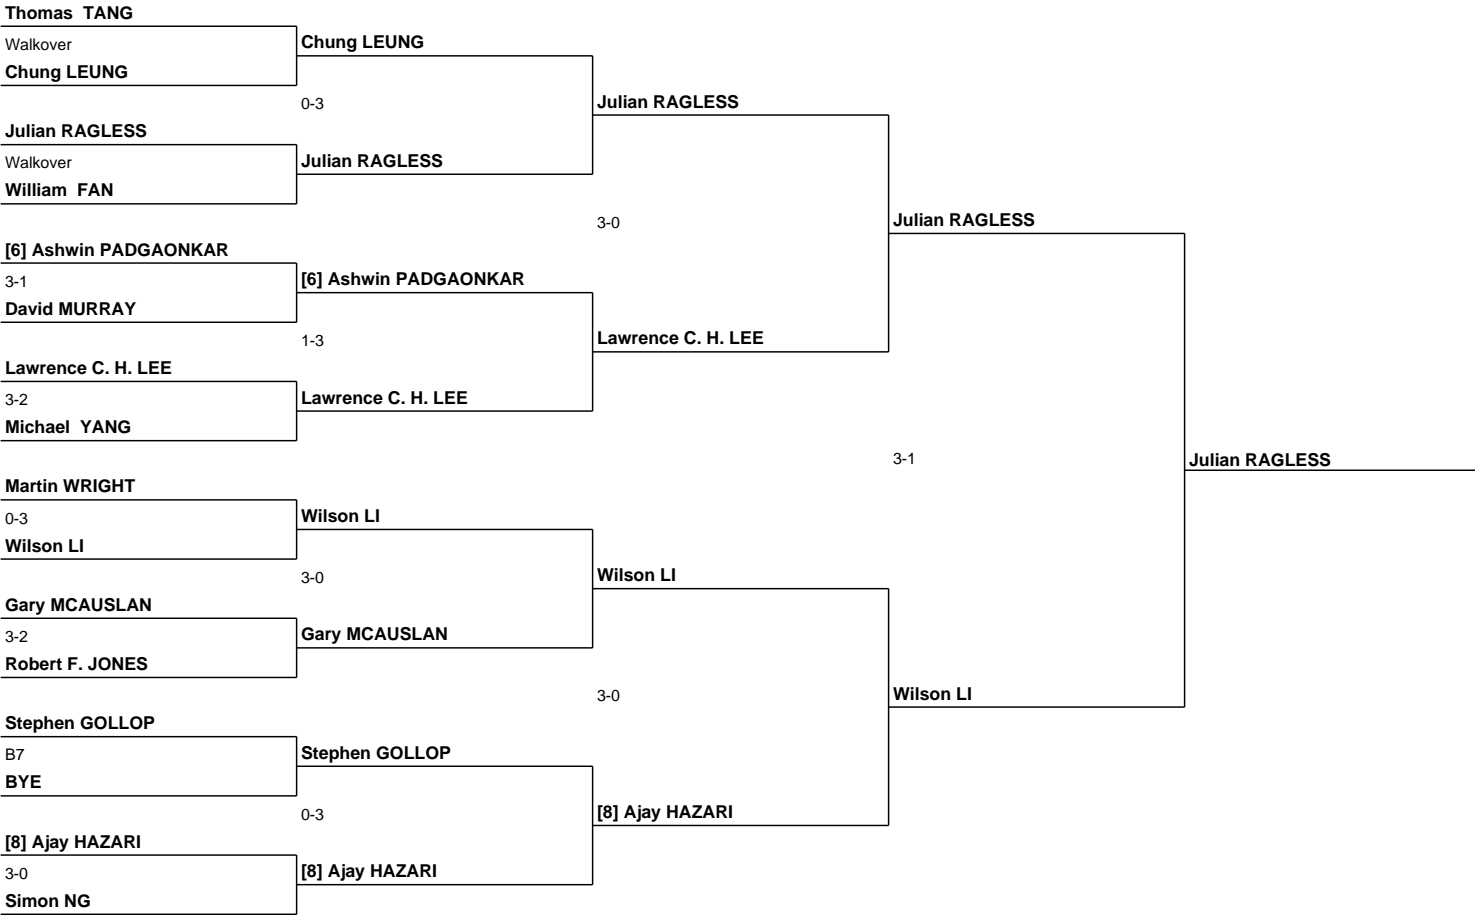 Thomas  TANG
Walkover
Chung LEUNG
Chung LEUNG
0-3
Julian RAGLESS
Julian RAGLESS
Walkover
Julian RAGLESS
William  FAN
3-0
Julian RAGLESS
[6] Ashwin PADGAONKAR
3-1
[6] Ashwin PADGAONKAR
David MURRAY
1-3
Lawrence C. H. LEE
Lawrence C. H. LEE
3-2
Lawrence C. H. LEE
Michael  YANG
3-1
Julian RAGLESS
Martin WRIGHT
0-3
Wilson LI
Wilson LI
3-0
Wilson LI
Gary MCAUSLAN
3-2
Gary MCAUSLAN
Robert F. JONES
3-0
Wilson LI
Stephen GOLLOP
B7
Stephen GOLLOP
BYE
0-3
[8] Ajay HAZARI
[8] Ajay HAZARI
3-0
[8] Ajay HAZARI
Simon NG